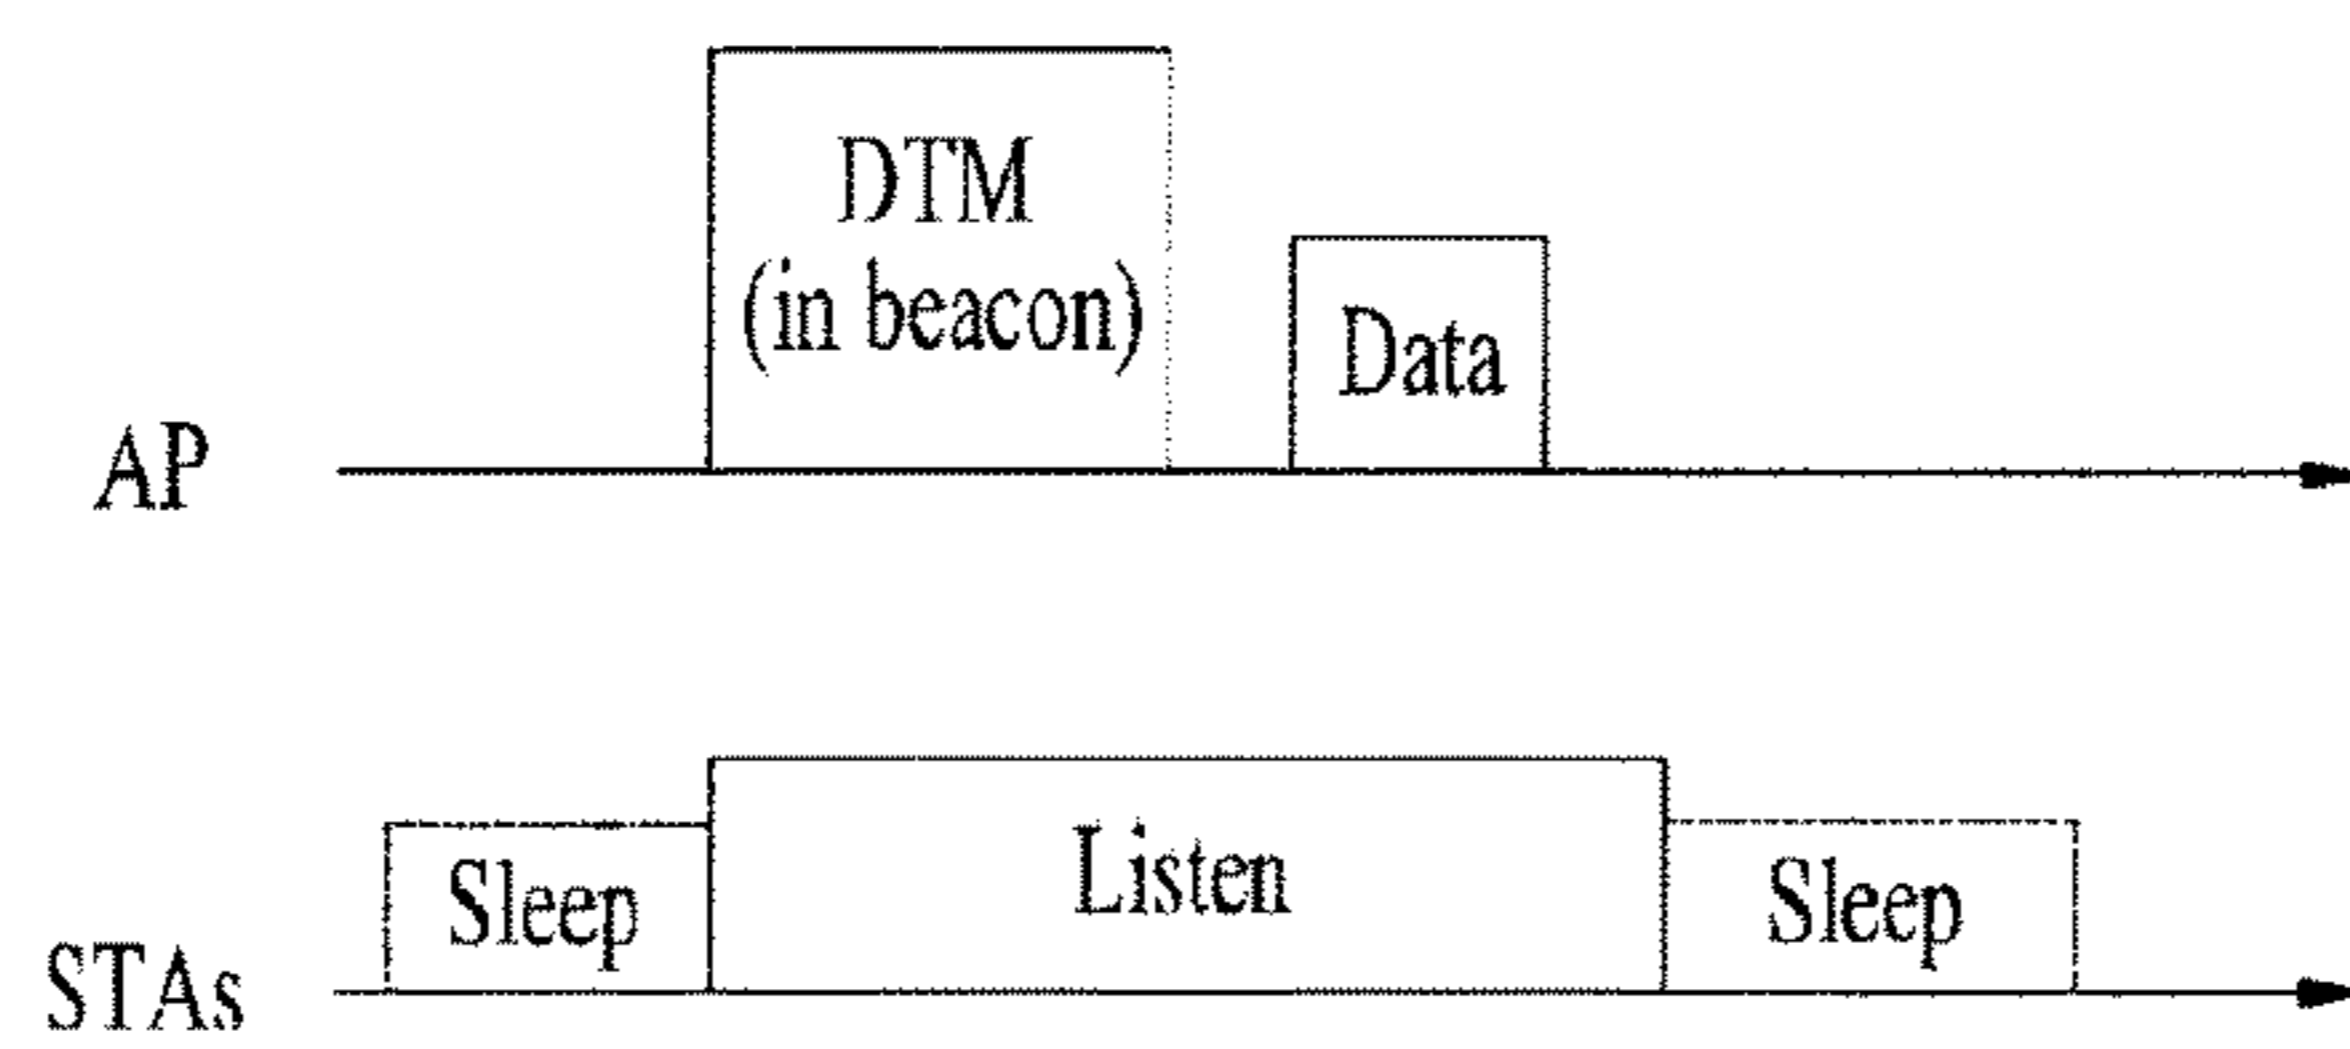 DTM
(in beacon)
Data
AP
Sleep
Listen
Sleep
STAs